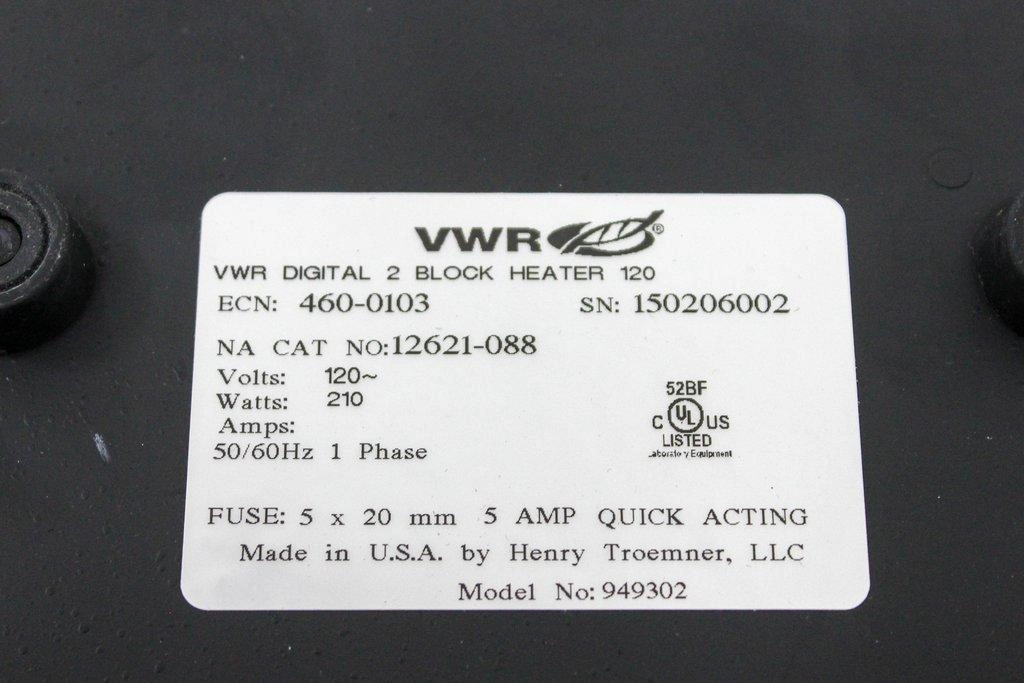 VWR®
VWR DIGITAL 2 BLOCK HEATER 120
ECN: 460-0103 SN: 150206002
NA CAT NO:12621-088
Volts: 120~
Watts: 210
Amps:
50/60Hz 1 Phase
52BF
C UL US
LISTED
Laboratory Equipment
FUSE: 5 x 20 mm 5 AMP QUICK ACTING
Made in U.S.A. by Henry Troemner, LLC
Model No: 949302